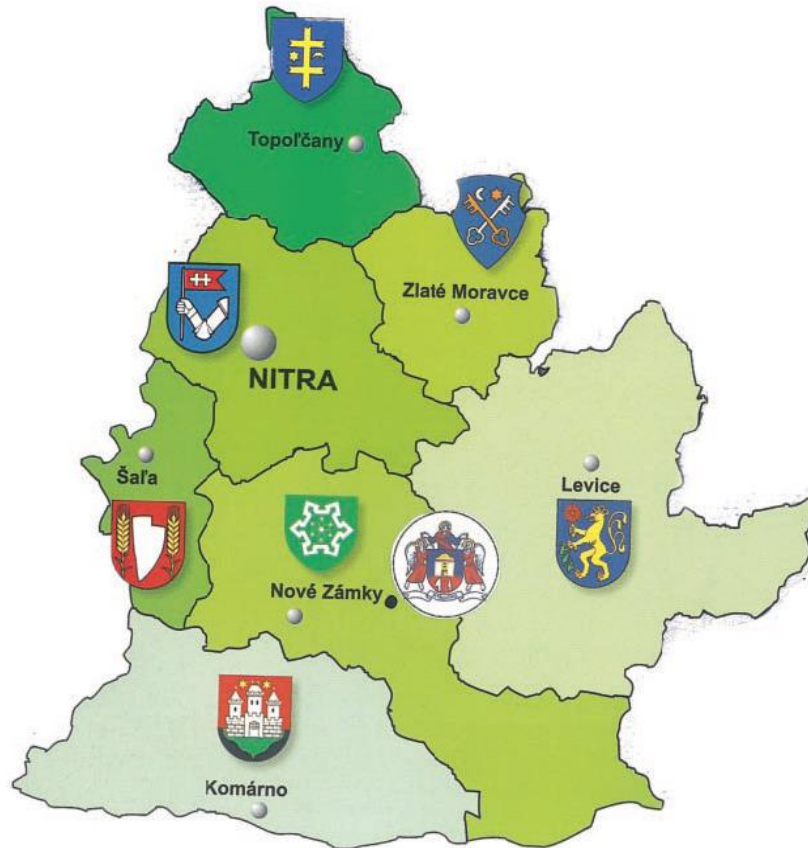 Topoľčany
Zlaté Moravce
NITRA
Šaľa
Levice
Nové Zámky
Komárno